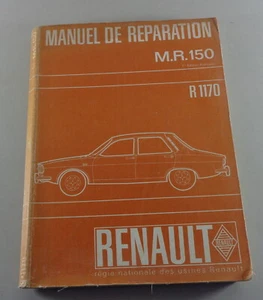 MANUEL DE REPARATION
M.R.150
R 1170
RENAULT
régie nationale des usines Renault